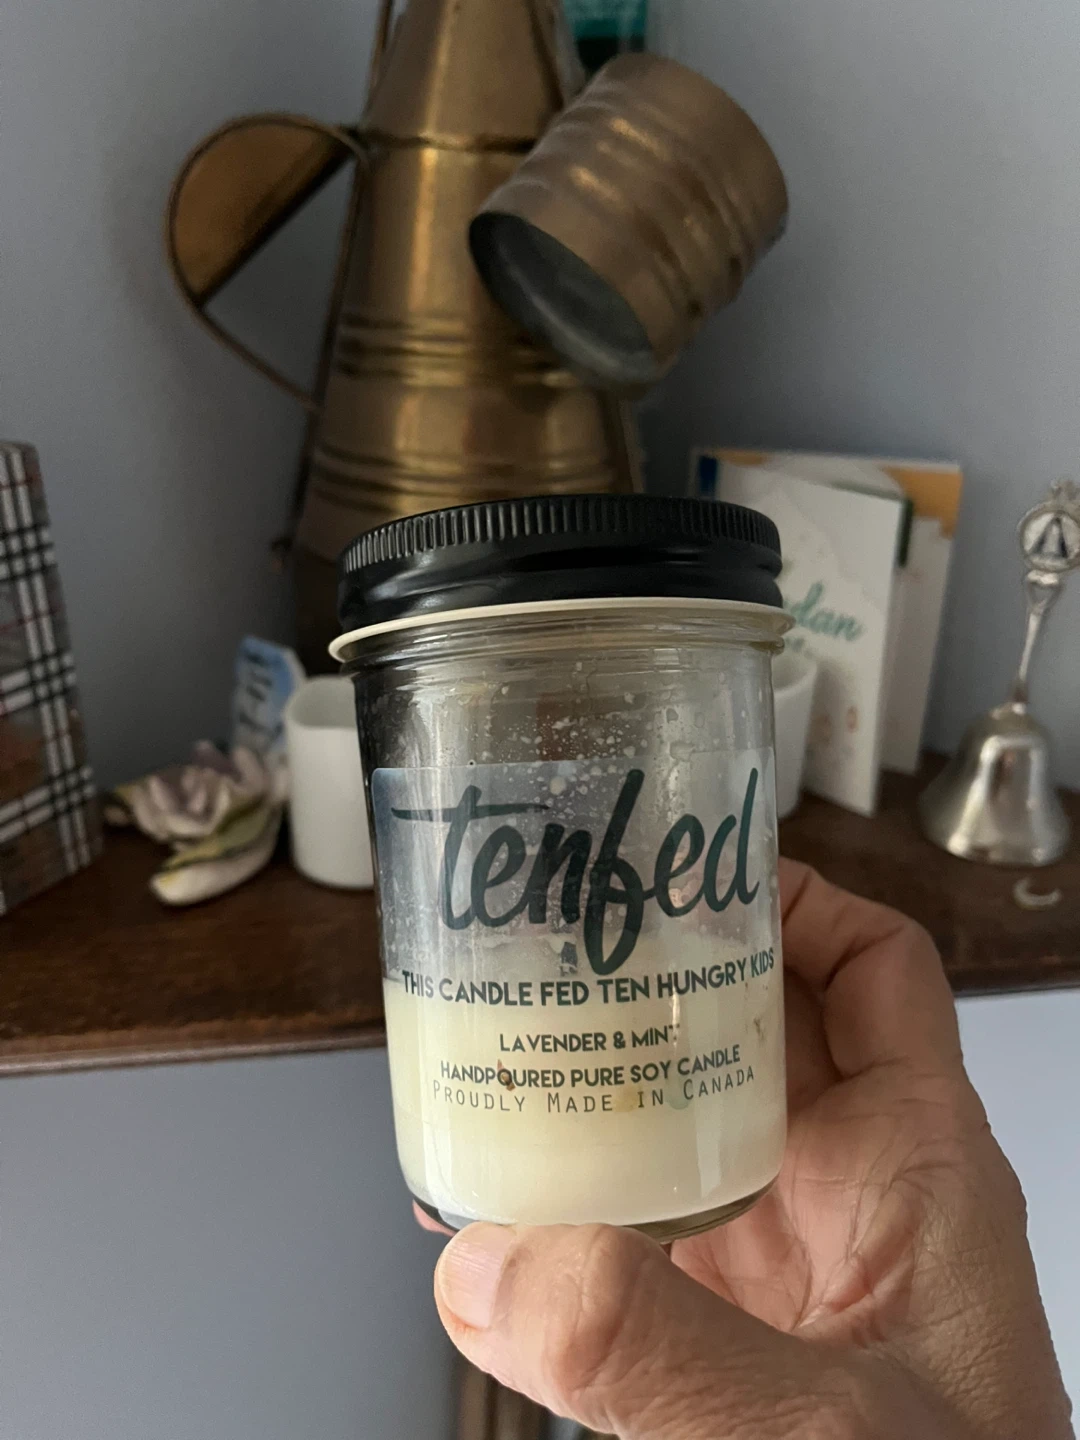 tenfed
THIS CANDLE FED TEN HUNGRY KIDS
LAVENDER & MINT
HANDPOURED PURE SOY CANDLE
PROUDLY MADE IN CANADA